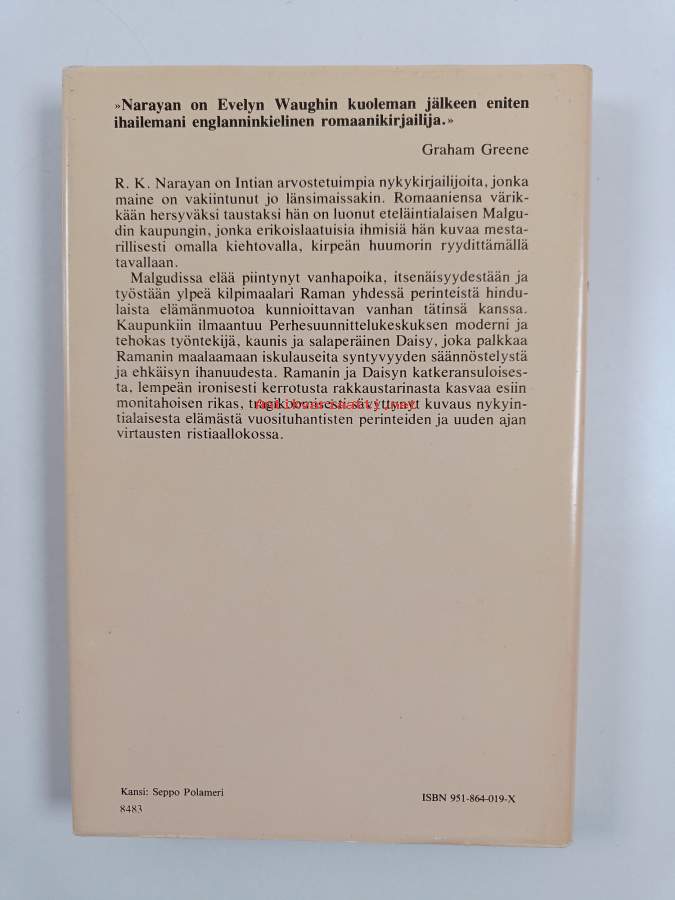 »Narayan on Evelyn Waughin kuoleman jälkeen eniten
ihailemani englanninkielinen romaanikirjailija.»
Graham Greene
R. K. Narayan on Intian arvostetuimpia nykykirjailijoita, jonka
maine on vakiintunut jo länsimaissakin. Romaaniensa värik-
kään hersyväksi taustaksi hän on luonut eteläintialaisen Malgu-
din kaupungin, jonka erikoislaatuisia ihmisiä hän kuvaa mesta-
rillisesti omalla kiehtovalla, kirpeän huumorin ryydittämällä
tavallaan.
Malgudissa elää piintynyt vanhapoika, itsenäisyydestään ja
työstään ylpeä kilpimaalari Raman yhdessä perinteistä hindu-
laista elämänmuotoa kunnioittavan vanhan tätinsä kanssa.
Kaupunkiin ilmaantuu Perhesuunnittelukeskuksen moderni ja
tehokas työntekijä, kaunis ja salaperäinen Daisy, joka palkkaa
Ramanin maalaamaan iskulauseita syntyvyyden säännöstelystä
ja ehkäisyn ihanuudesta. Ramanin ja Daisyn katkeransuloises-
ta, lempeän ironisesti kerrotusta rakkaustarinasta kasvaa esiin
monitahoisen rikas, tragikoomisesti sävyttynyt kuvaus nykyin-
Antikvariaatti.net
tialaisesta elämästä vuosituhantisten perinteiden ja uuden ajan
virtausten ristiaallokossa.
Kansi: Seppo Polameri
8483
ISBN 951-864-019-X